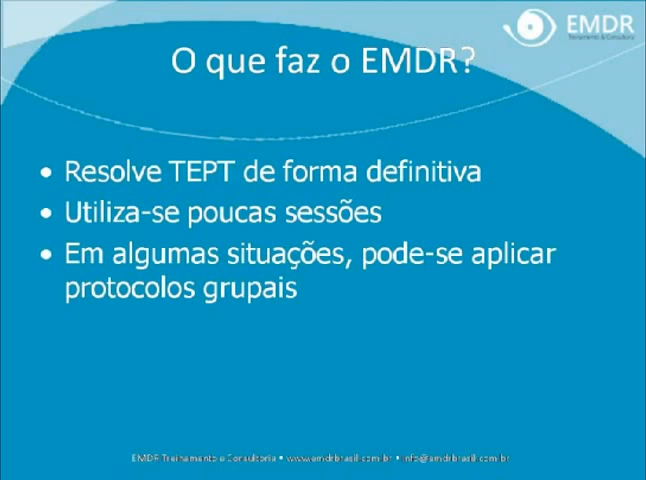 EMDR
Treinamento & Consultoria
O que faz o EMDR?
• Resolve TEPT de forma definitiva
• Utiliza-se poucas sessões
• Em algumas situações, pode-se aplicar
protocolos grupais
EMDR Treinamento e Consultoria • www.emdrbrasil.com.br • info@emdrbrasil.com.br